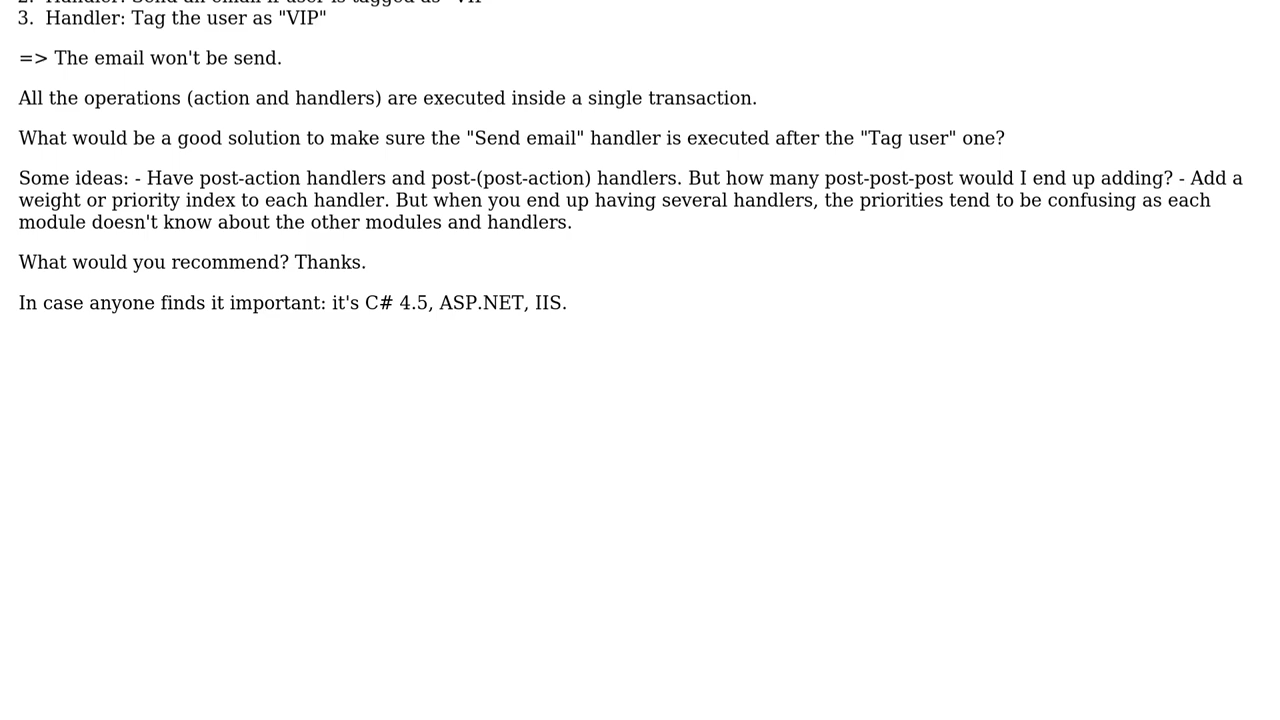 3. Handler: Tag the user as "VIP"
=> The email won't be send.
All the operations (action and handlers) are executed inside a single transaction.
What would be a good solution to make sure the "Send email" handler is executed after the "Tag user" one?
Some ideas: - Have post-action handlers and post-(post-action) handlers. But how many post-post-post would I end up adding? - Add a
weight or priority index to each handler. But when you end up having several handlers, the priorities tend to be confusing as each
module doesn't know about the other modules and handlers.
What would you recommend? Thanks.
In case anyone finds it important: it's C# 4.5, ASP.NET, IIS.